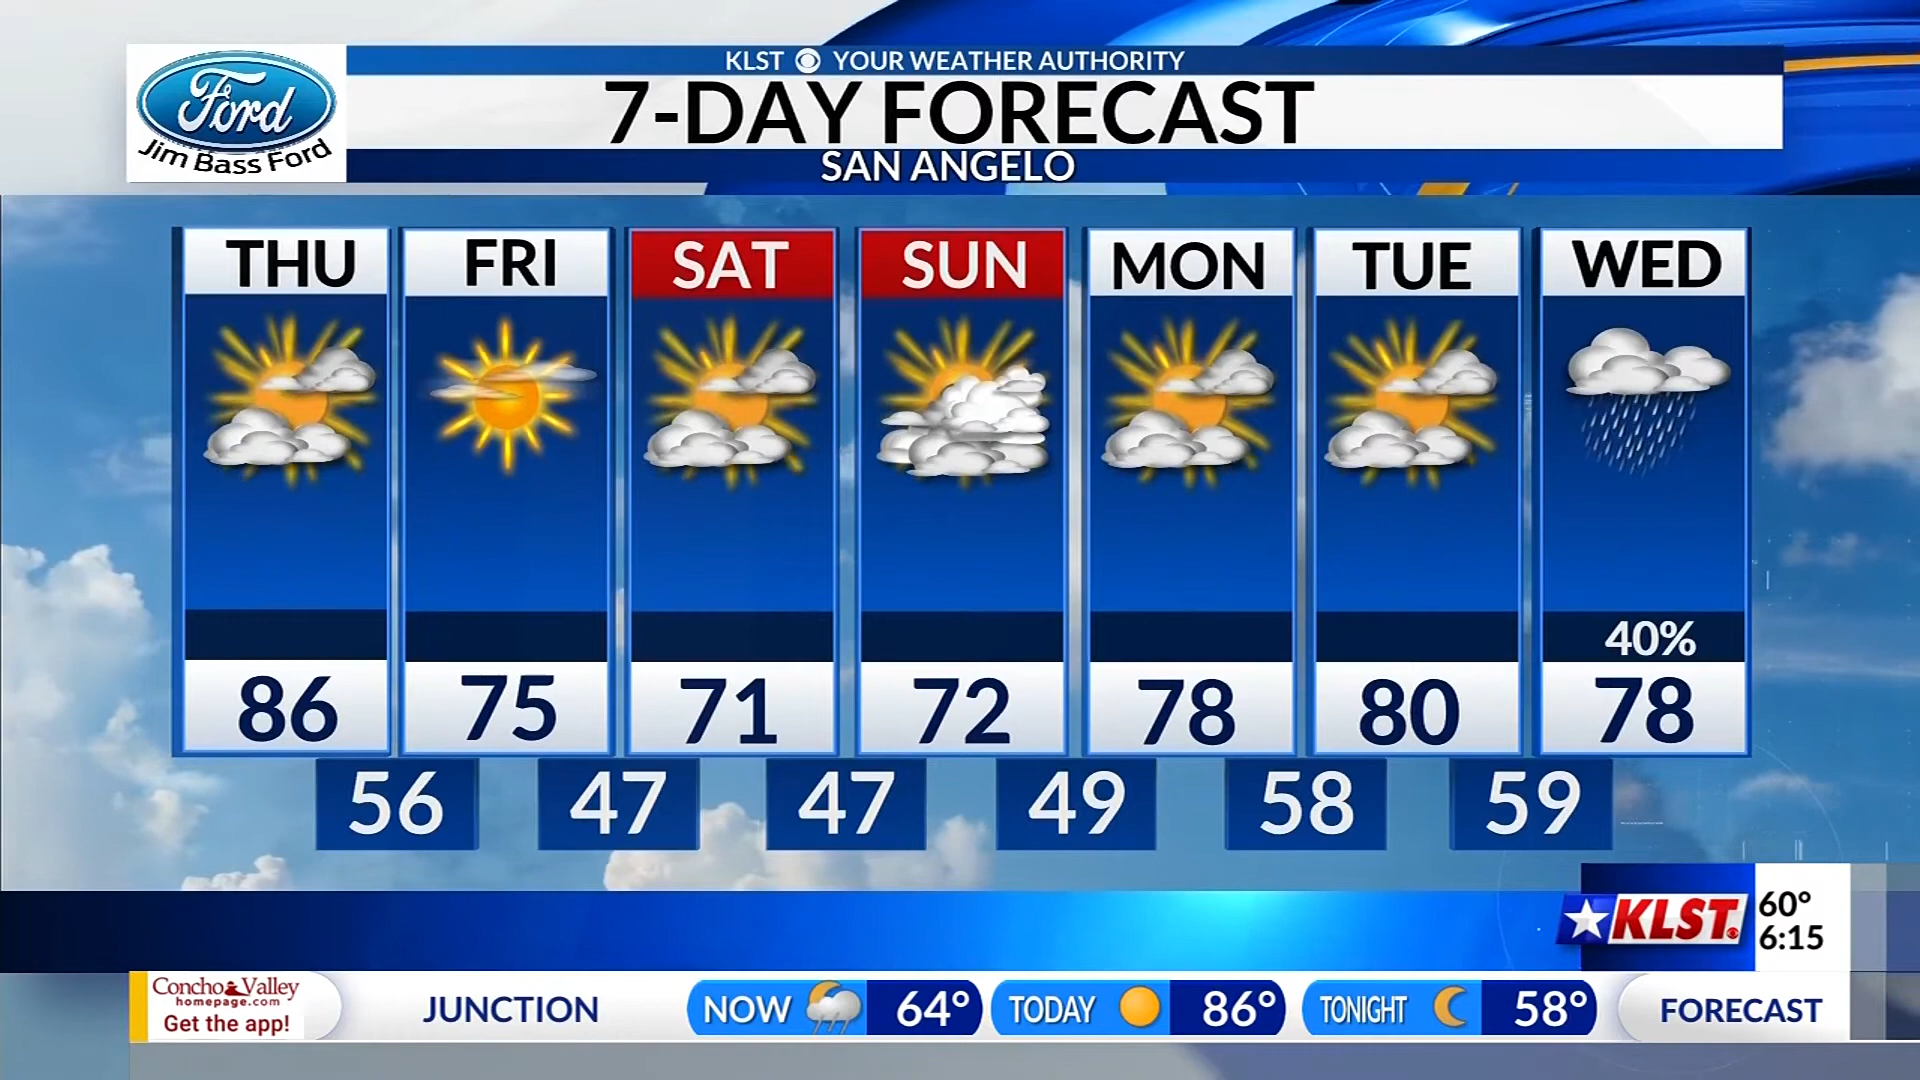 Ford
Jim Bass Ford
KLST YOUR WEATHER AUTHORITY
7-DAY FORECAST
SAN ANGELO
THU FRI SAT SUN MON TUE WED
40%
86 75 71 72 78 80 78
56 47 47 49 58 59
KLST 60°
6:15
Concho Valley
homepage.com
Get the app!
JUNCTION NOW 64° TODAY 86° TONIGHT 58° FORECAST